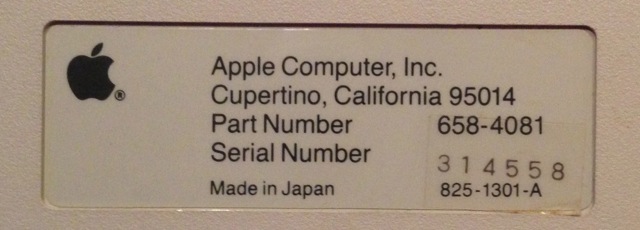 Apple Computer, Inc.
Cupertino, California 95014
Part Number 658-4081
Serial Number 314558
Made in Japan 825-1301-A